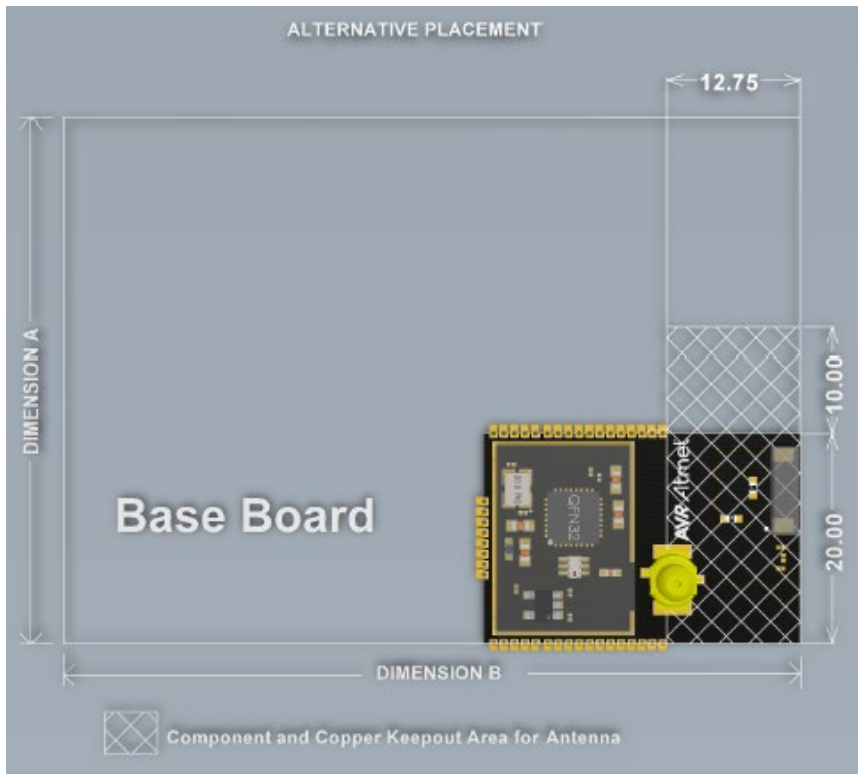 ALTERNATIVE PLACEMENT
12.75
DIMENSION A
10.00
AVR Atmel
QFN32
Base Board
20.00
DIMENSION B
Component and Copper Keepout Area for Antenna